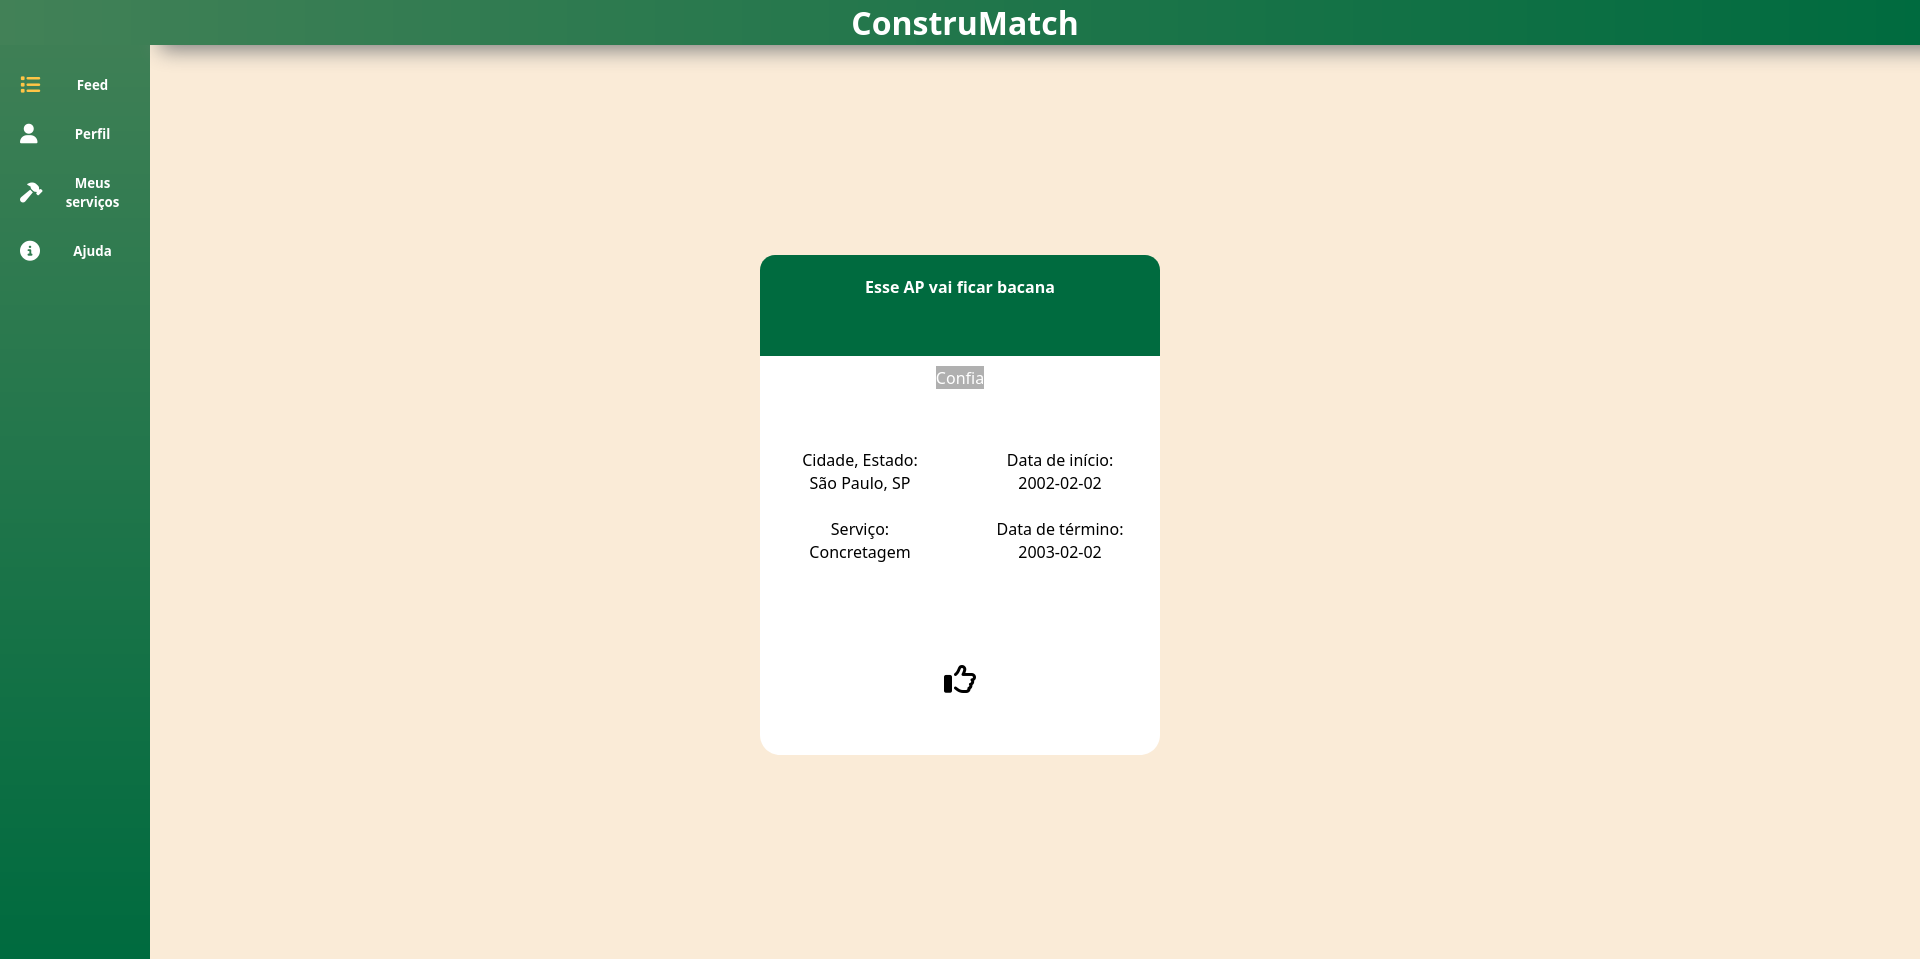 ConstruMatch
Feed
Perfil
Meus
serviços
Ajuda
Esse AP vai ficar bacana
Confia
Cidade, Estado:
São Paulo, SP
Data de início:
2002-02-02
Serviço:
Concretagem
Data de término:
2003-02-02